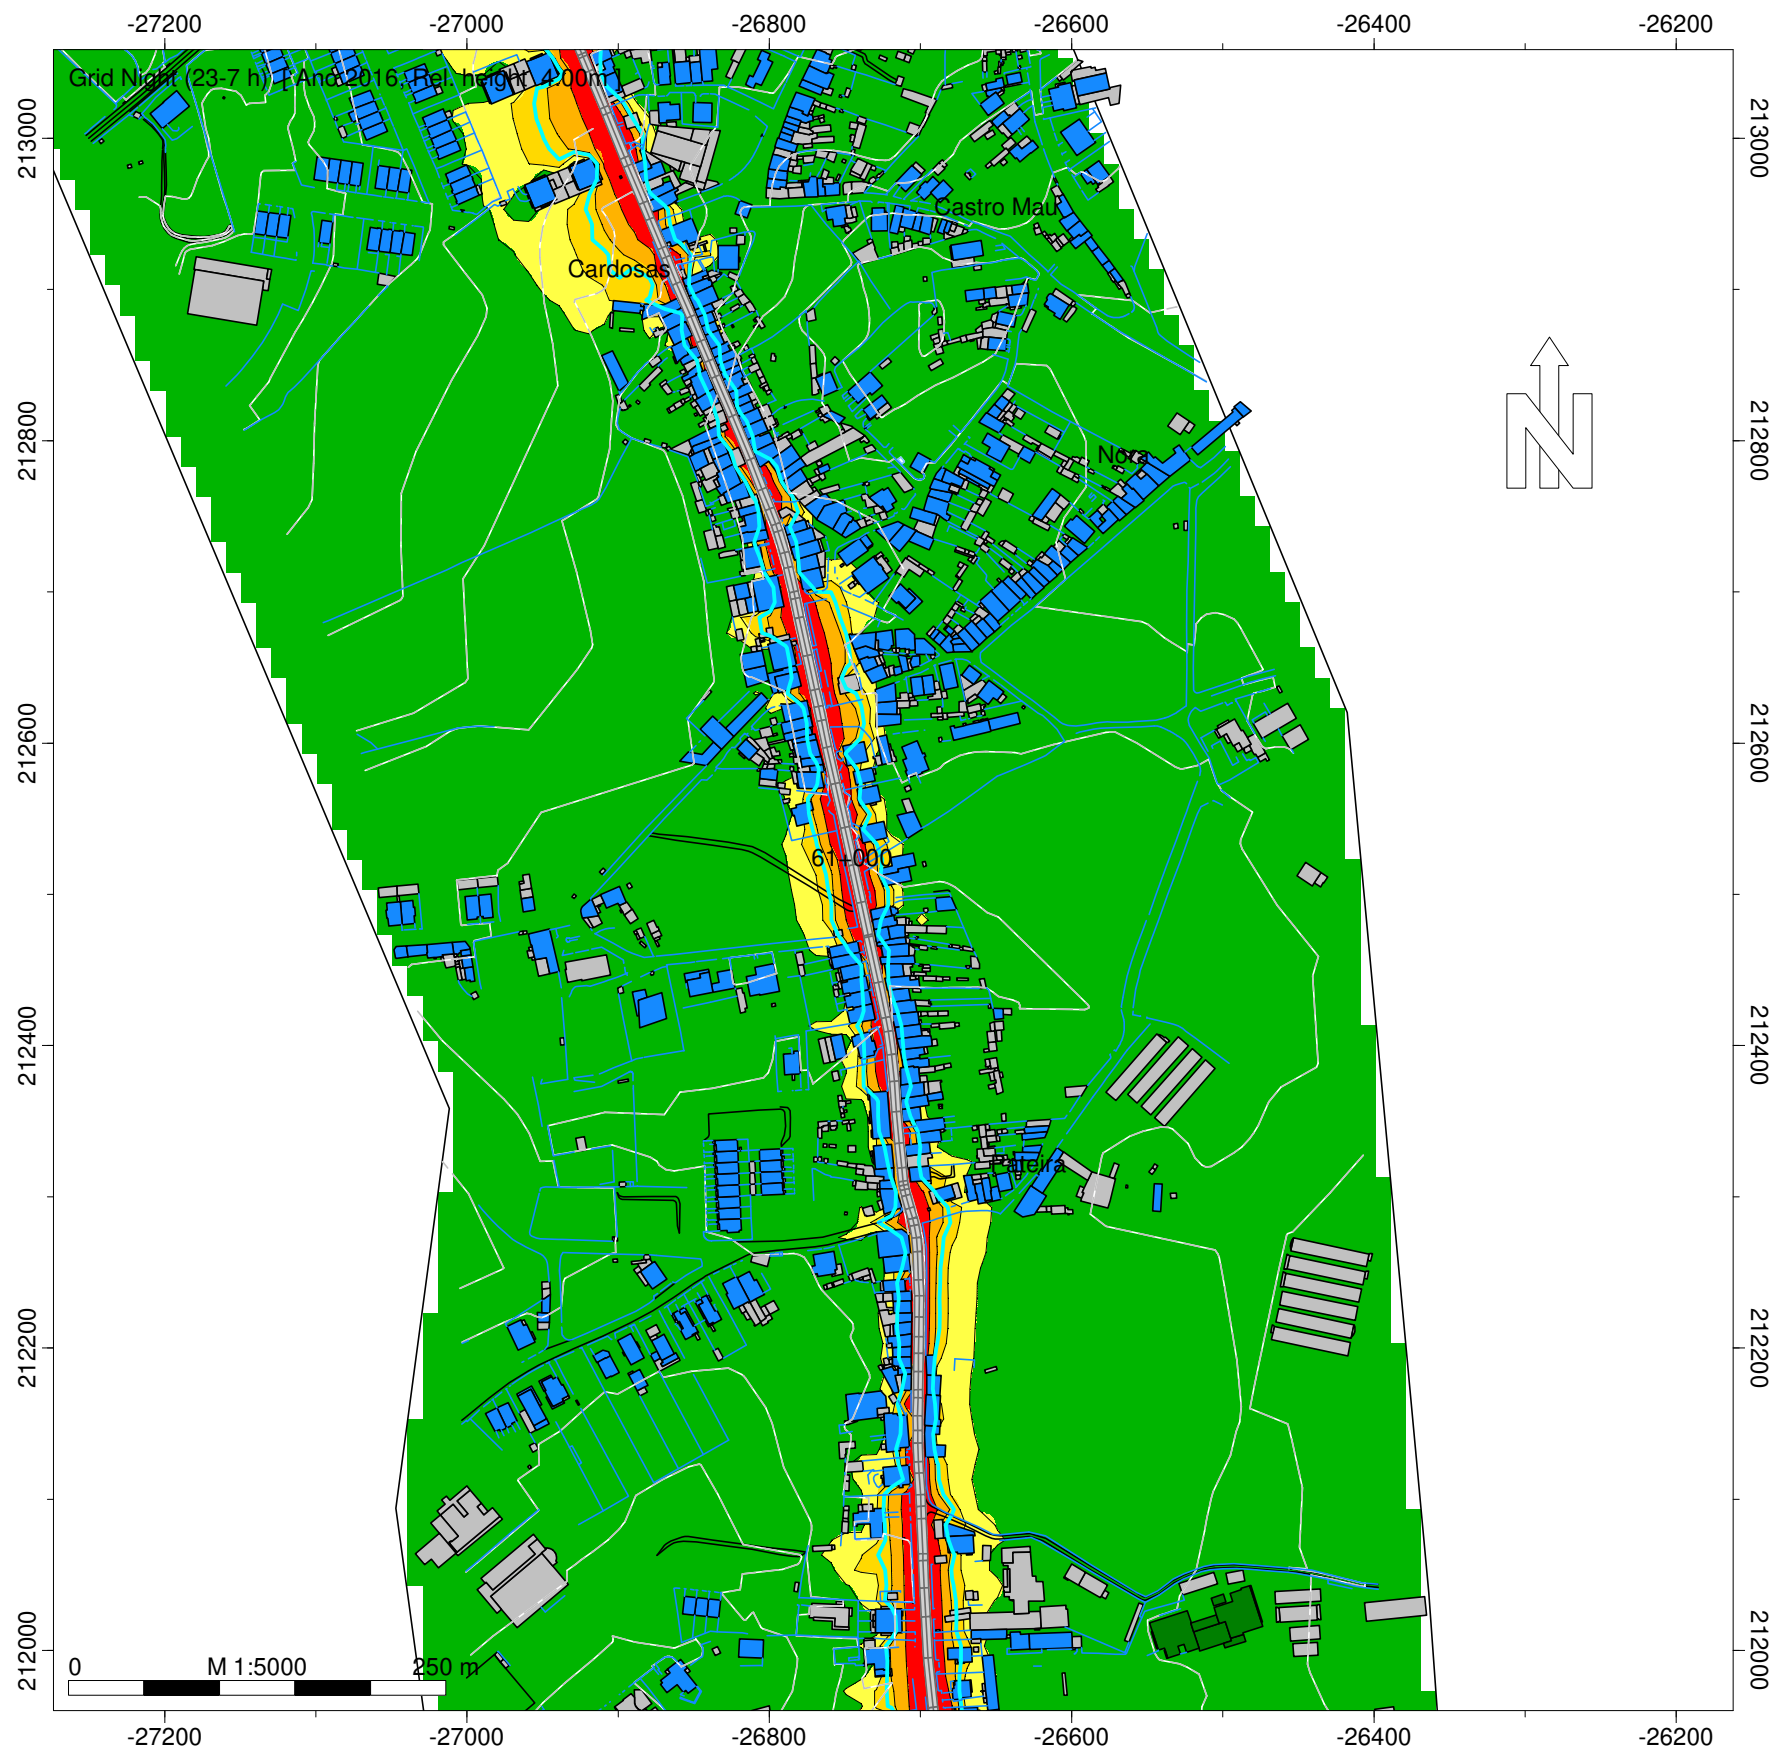 -27200 -27000 -26800 -26600 -26400 -26200
Grid Night (23-7 h) [ Ano 2016, Rel. height 4.00m ]
213000 213000
Castro Mau
Cardosas
212800 212800
Nora
N
212600 212600
61+000
212400 212400
Pateira
212200 212200
212000 212000
0 M 1:5000 250 m
-27200 -27000 -26800 -26600 -26400 -26200